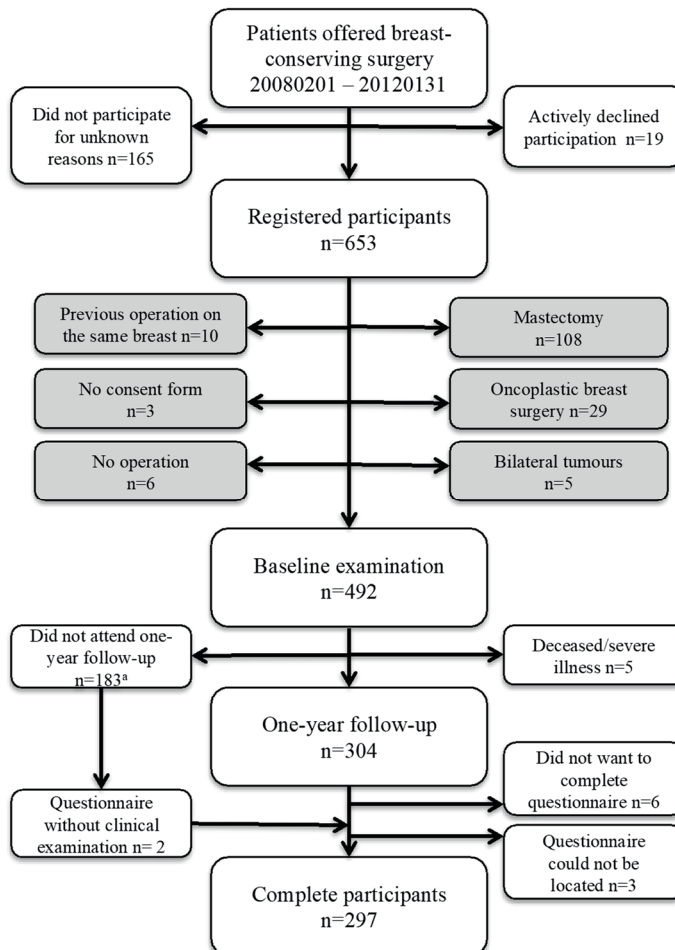 Patients offered breast-
conserving surgery
20080201 – 20120131
Did not participate
for unknown
reasons n=165
Actively declined
participation n=19
Registered participants
n=653
Previous operation on
the same breast n=10
Mastectomy
n=108
No consent form
n=3
Oncoplastic breast
surgery n=29
No operation
n=6
Bilateral tumours
n=5
Baseline examination
n=492
Did not attend one-
year follow-up
n=183ᵃ
Deceased/severe
illness n=5
One-year follow-up
n=304
Did not want to
complete
questionnaire n=6
Questionnaire
without clinical
examination n= 2
Questionnaire
could not be
located n=3
Complete participants
n=297